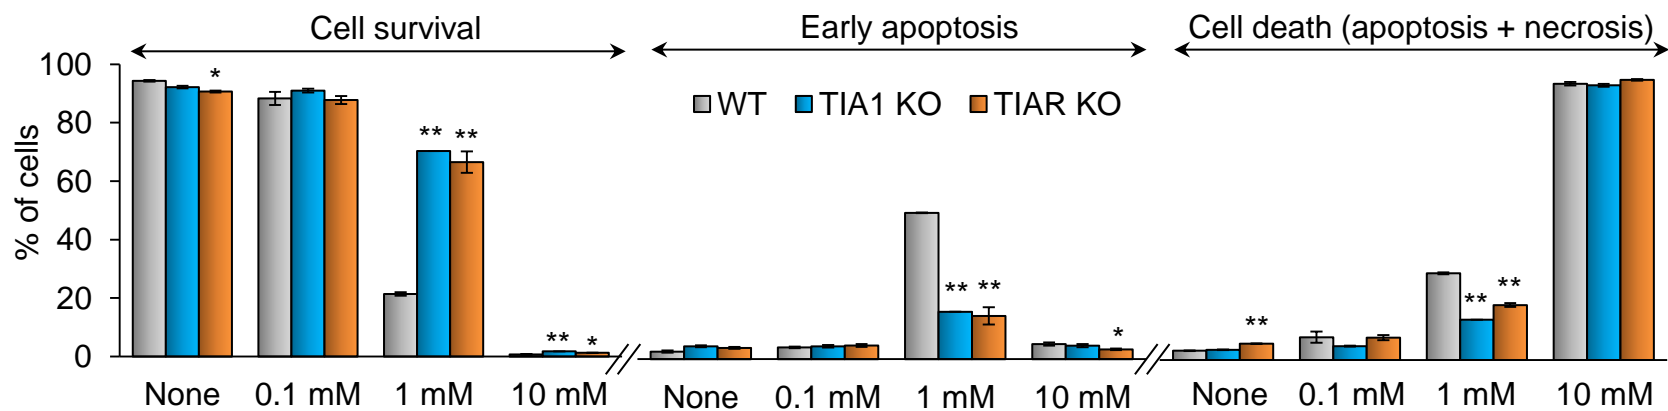 Cell survival
Early apoptosis
Cell death (apoptosis + necrosis)
% of cells
100
80
60
40
20
0
WT TIA1 KO TIAR KO
*
** **
** *
** **
*
**
** **
None 0.1 mM 1 mM 10 mM
None 0.1 mM 1 mM 10 mM
None 0.1 mM 1 mM 10 mM